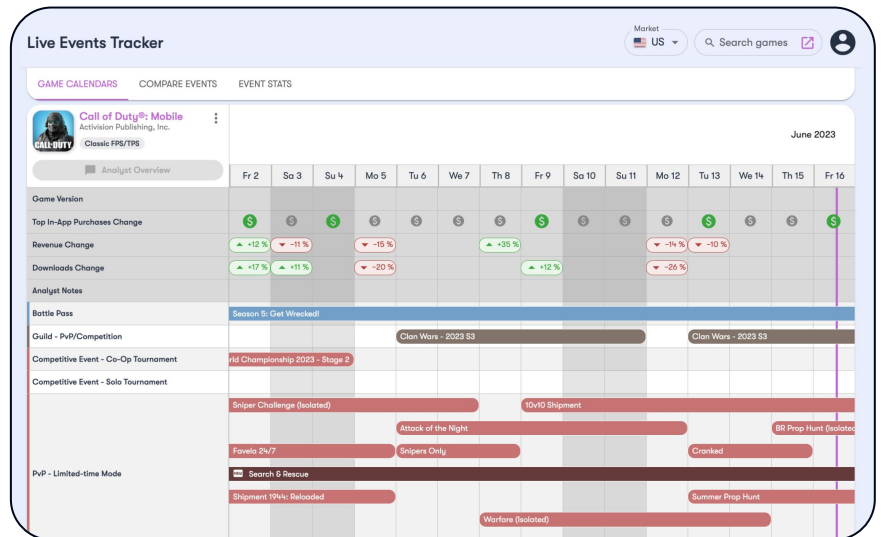 Live Events Tracker
Market
US
Search games
GAME CALENDARS
COMPARE EVENTS
EVENT STATS
CALL·DUTY
Call of Duty®: Mobile
Activision Publishing, Inc.
Classic FPS/TPS
Analyst Overview
June 2023
Fr 2 Sa 3 Su 4 Mo 5 Tu 6 We 7 Th 8 Fr 9 Sa 10 Su 11 Mo 12 Tu 13 We 14 Th 15 Fr 16
Game Version
Top In-App Purchases Change $ $ $ $ $ $ $ $ $ $ $ $ $ $ $
Revenue Change +12 % -11 % -15 % +35 % -14 % -10 %
Downloads Change +17 % +11 % -20 % +12 % -26 %
Analyst Notes
Battle Pass Season 5: Get Wrecked!
Guild - PvP/Competition Clan Wars - 2023 S3 Clan Wars - 2023 S3
Competitive Event - Co-Op Tournament rld Championship 2023 - Stage 2
Competitive Event - Solo Tournament
Sniper Challenge (Isolated) 10v10 Shipment
Attack of the Night BR Prop Hunt (Isolated
Favela 24/7 Snipers Only Cranked
PvP - Limited-time Mode Search & Rescue
Shipment 1944: Reloaded Summer Prop Hunt
Warfare (Isolated)